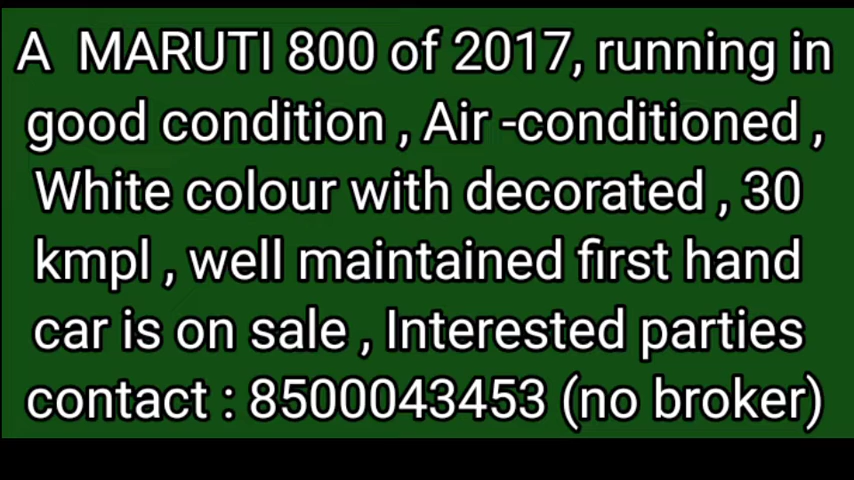 A MARUTI 800 of 2017, running in
good condition , Air -conditioned ,
White colour with decorated , 30
kmpl , well maintained first hand
car is on sale , Interested parties
contact : 8500043453 (no broker)